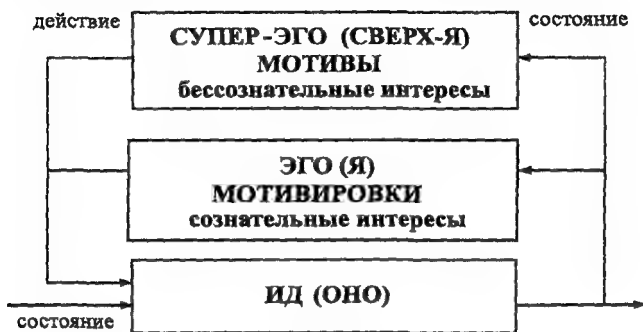 действие
состояние
СУПЕР-ЭГО (СВЕРХ-Я)
МОТИВЫ
бессознательные интересы
ЭГО (Я)
МОТИВИРОВКИ
сознательные интересы
ИД (ОНО)
состояние